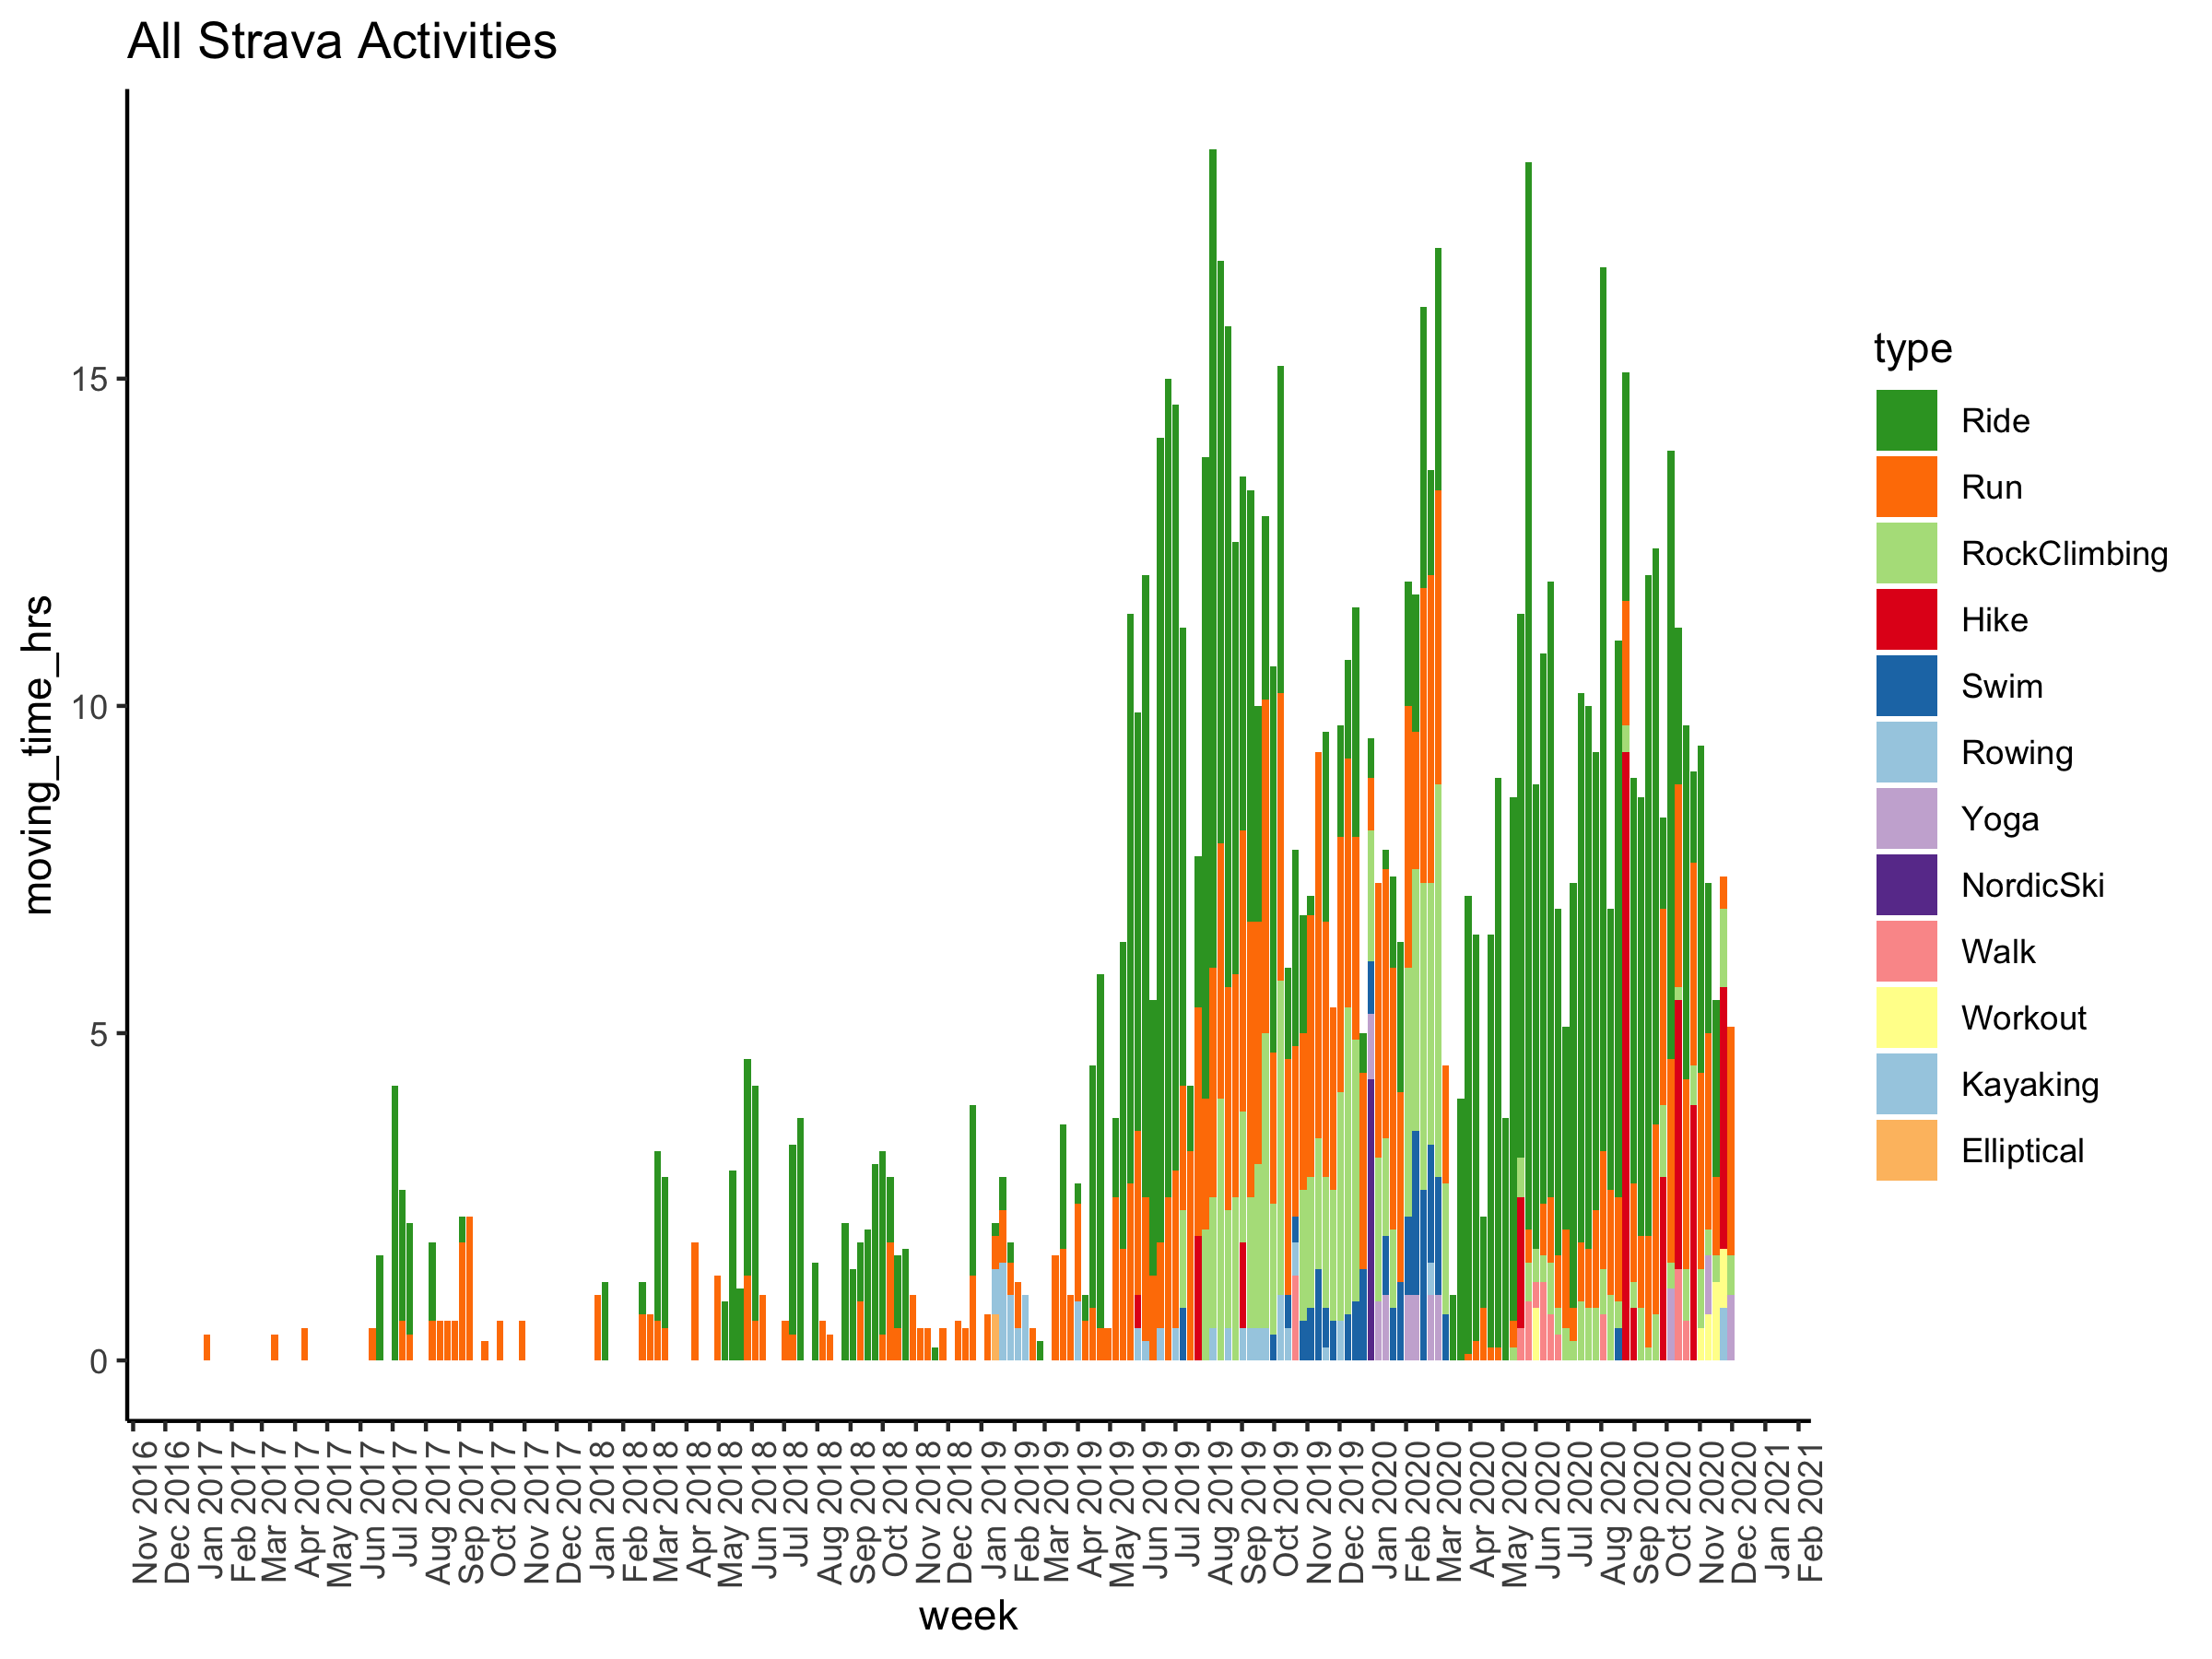 All Strava Activities
moving_time_hrs
15
10
5
0
Nov 2016
Dec 2016
Jan 2017
Feb 2017
Mar 2017
Apr 2017
May 2017
Jun 2017
Jul 2017
Aug 2017
Sep 2017
Oct 2017
Nov 2017
Dec 2017
Jan 2018
Feb 2018
Mar 2018
Apr 2018
May 2018
Jun 2018
Jul 2018
Aug 2018
Sep 2018
Oct 2018
Nov 2018
Dec 2018
Jan 2019
Feb 2019
Mar 2019
Apr 2019
May 2019
Jun 2019
Jul 2019
Aug 2019
Sep 2019
Oct 2019
Nov 2019
Dec 2019
Jan 2020
Feb 2020
Mar 2020
Apr 2020
May 2020
Jun 2020
Jul 2020
Aug 2020
Sep 2020
Oct 2020
Nov 2020
Dec 2020
Jan 2021
Feb 2021
week
type
Ride
Run
RockClimbing
Hike
Swim
Rowing
Yoga
NordicSki
Walk
Workout
Kayaking
Elliptical